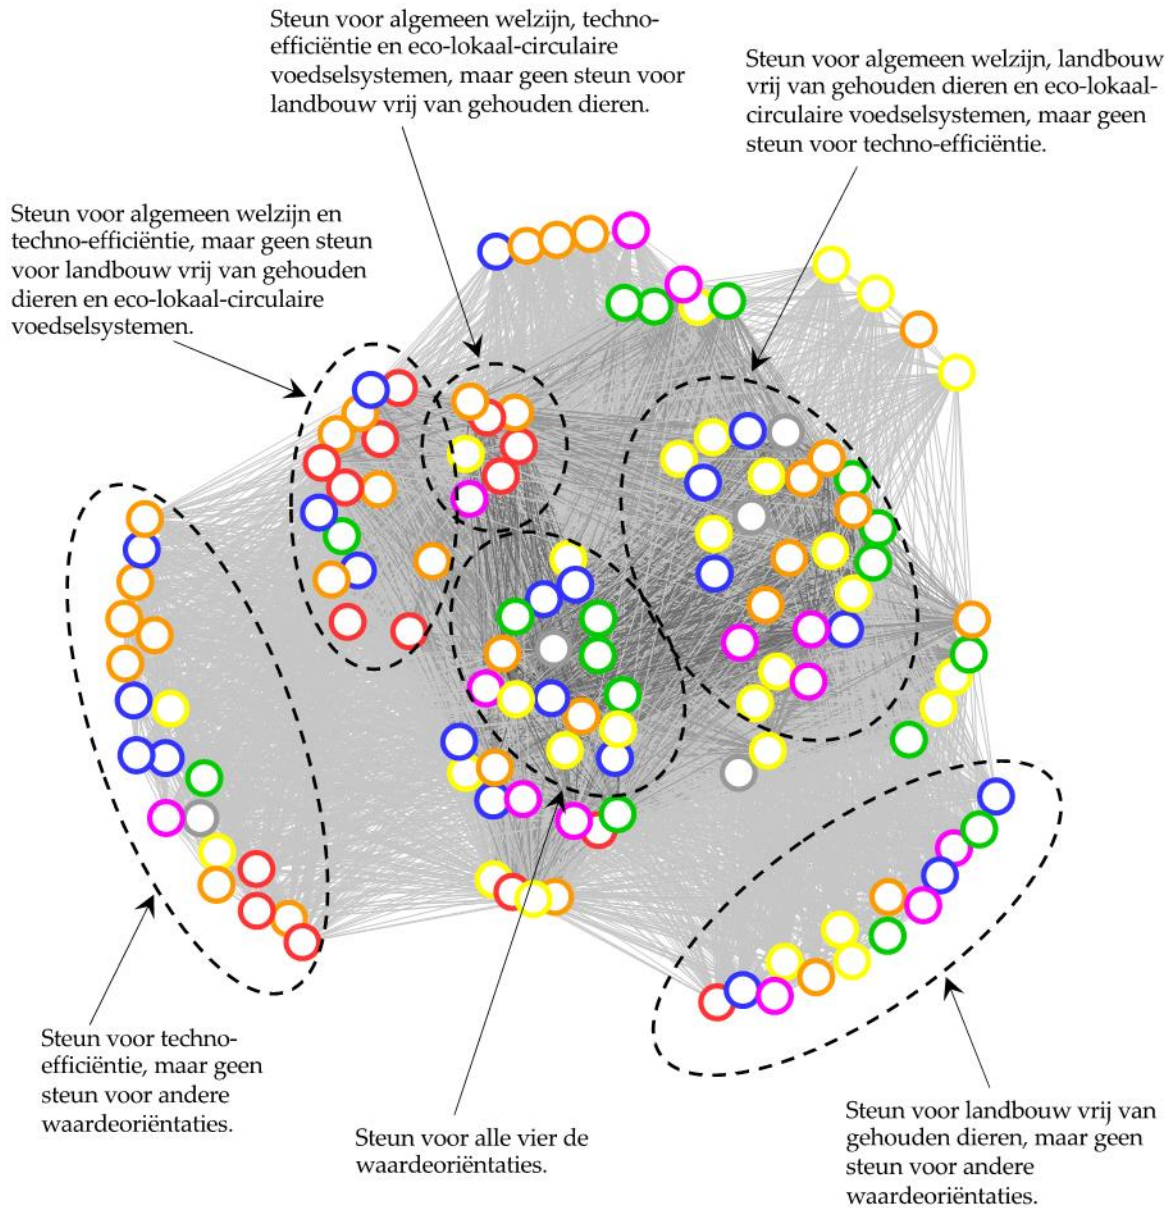 Steun voor algemeen welzijn, techno-
efficiëntie en eco-lokaal-circulaire
voedselsystemen, maar geen steun voor
landbouw vrij van gehouden dieren.
Steun voor algemeen welzijn, landbouw
vrij van gehouden dieren en eco-lokaal-
circulaire voedselsystemen, maar geen
steun voor techno-efficiëntie.
Steun voor algemeen welzijn en
techno-efficiëntie, maar geen steun
voor landbouw vrij van gehouden
dieren en eco-lokaal-circulaire
voedselsystemen.
Steun voor techno-
efficiëntie, maar geen
steun voor andere
waardeoriëntaties.
Steun voor alle vier de
waardeoriëntaties.
Steun voor landbouw vrij van
gehouden dieren, maar geen
steun voor andere
waardeoriëntaties.